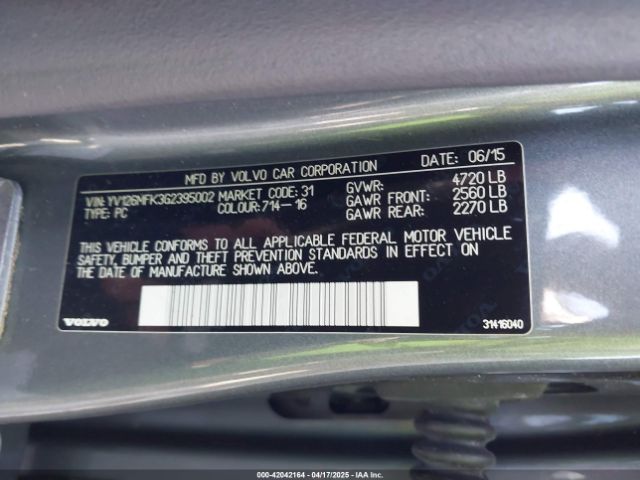 MFD BY VOLVO CAR CORPORATION DATE: 06/15
VIN: YV126MFK3G2395002 MARKET CODE: 31 GVWR: 4720 LB
TYPE: PC COLOUR: 714-16 GAWR FRONT: 2560 LB
GAWR REAR: 2270 LB
THIS VEHICLE CONFORMS TO ALL APPLICABLE FEDERAL MOTOR VEHICLE
SAFETY, BUMPER AND THEFT PREVENTION STANDARDS IN EFFECT ON
THE DATE OF MANUFACTURE SHOWN ABOVE.
VOLVO 31416040
000-42042164 - 04/17/2025 - IAA Inc.